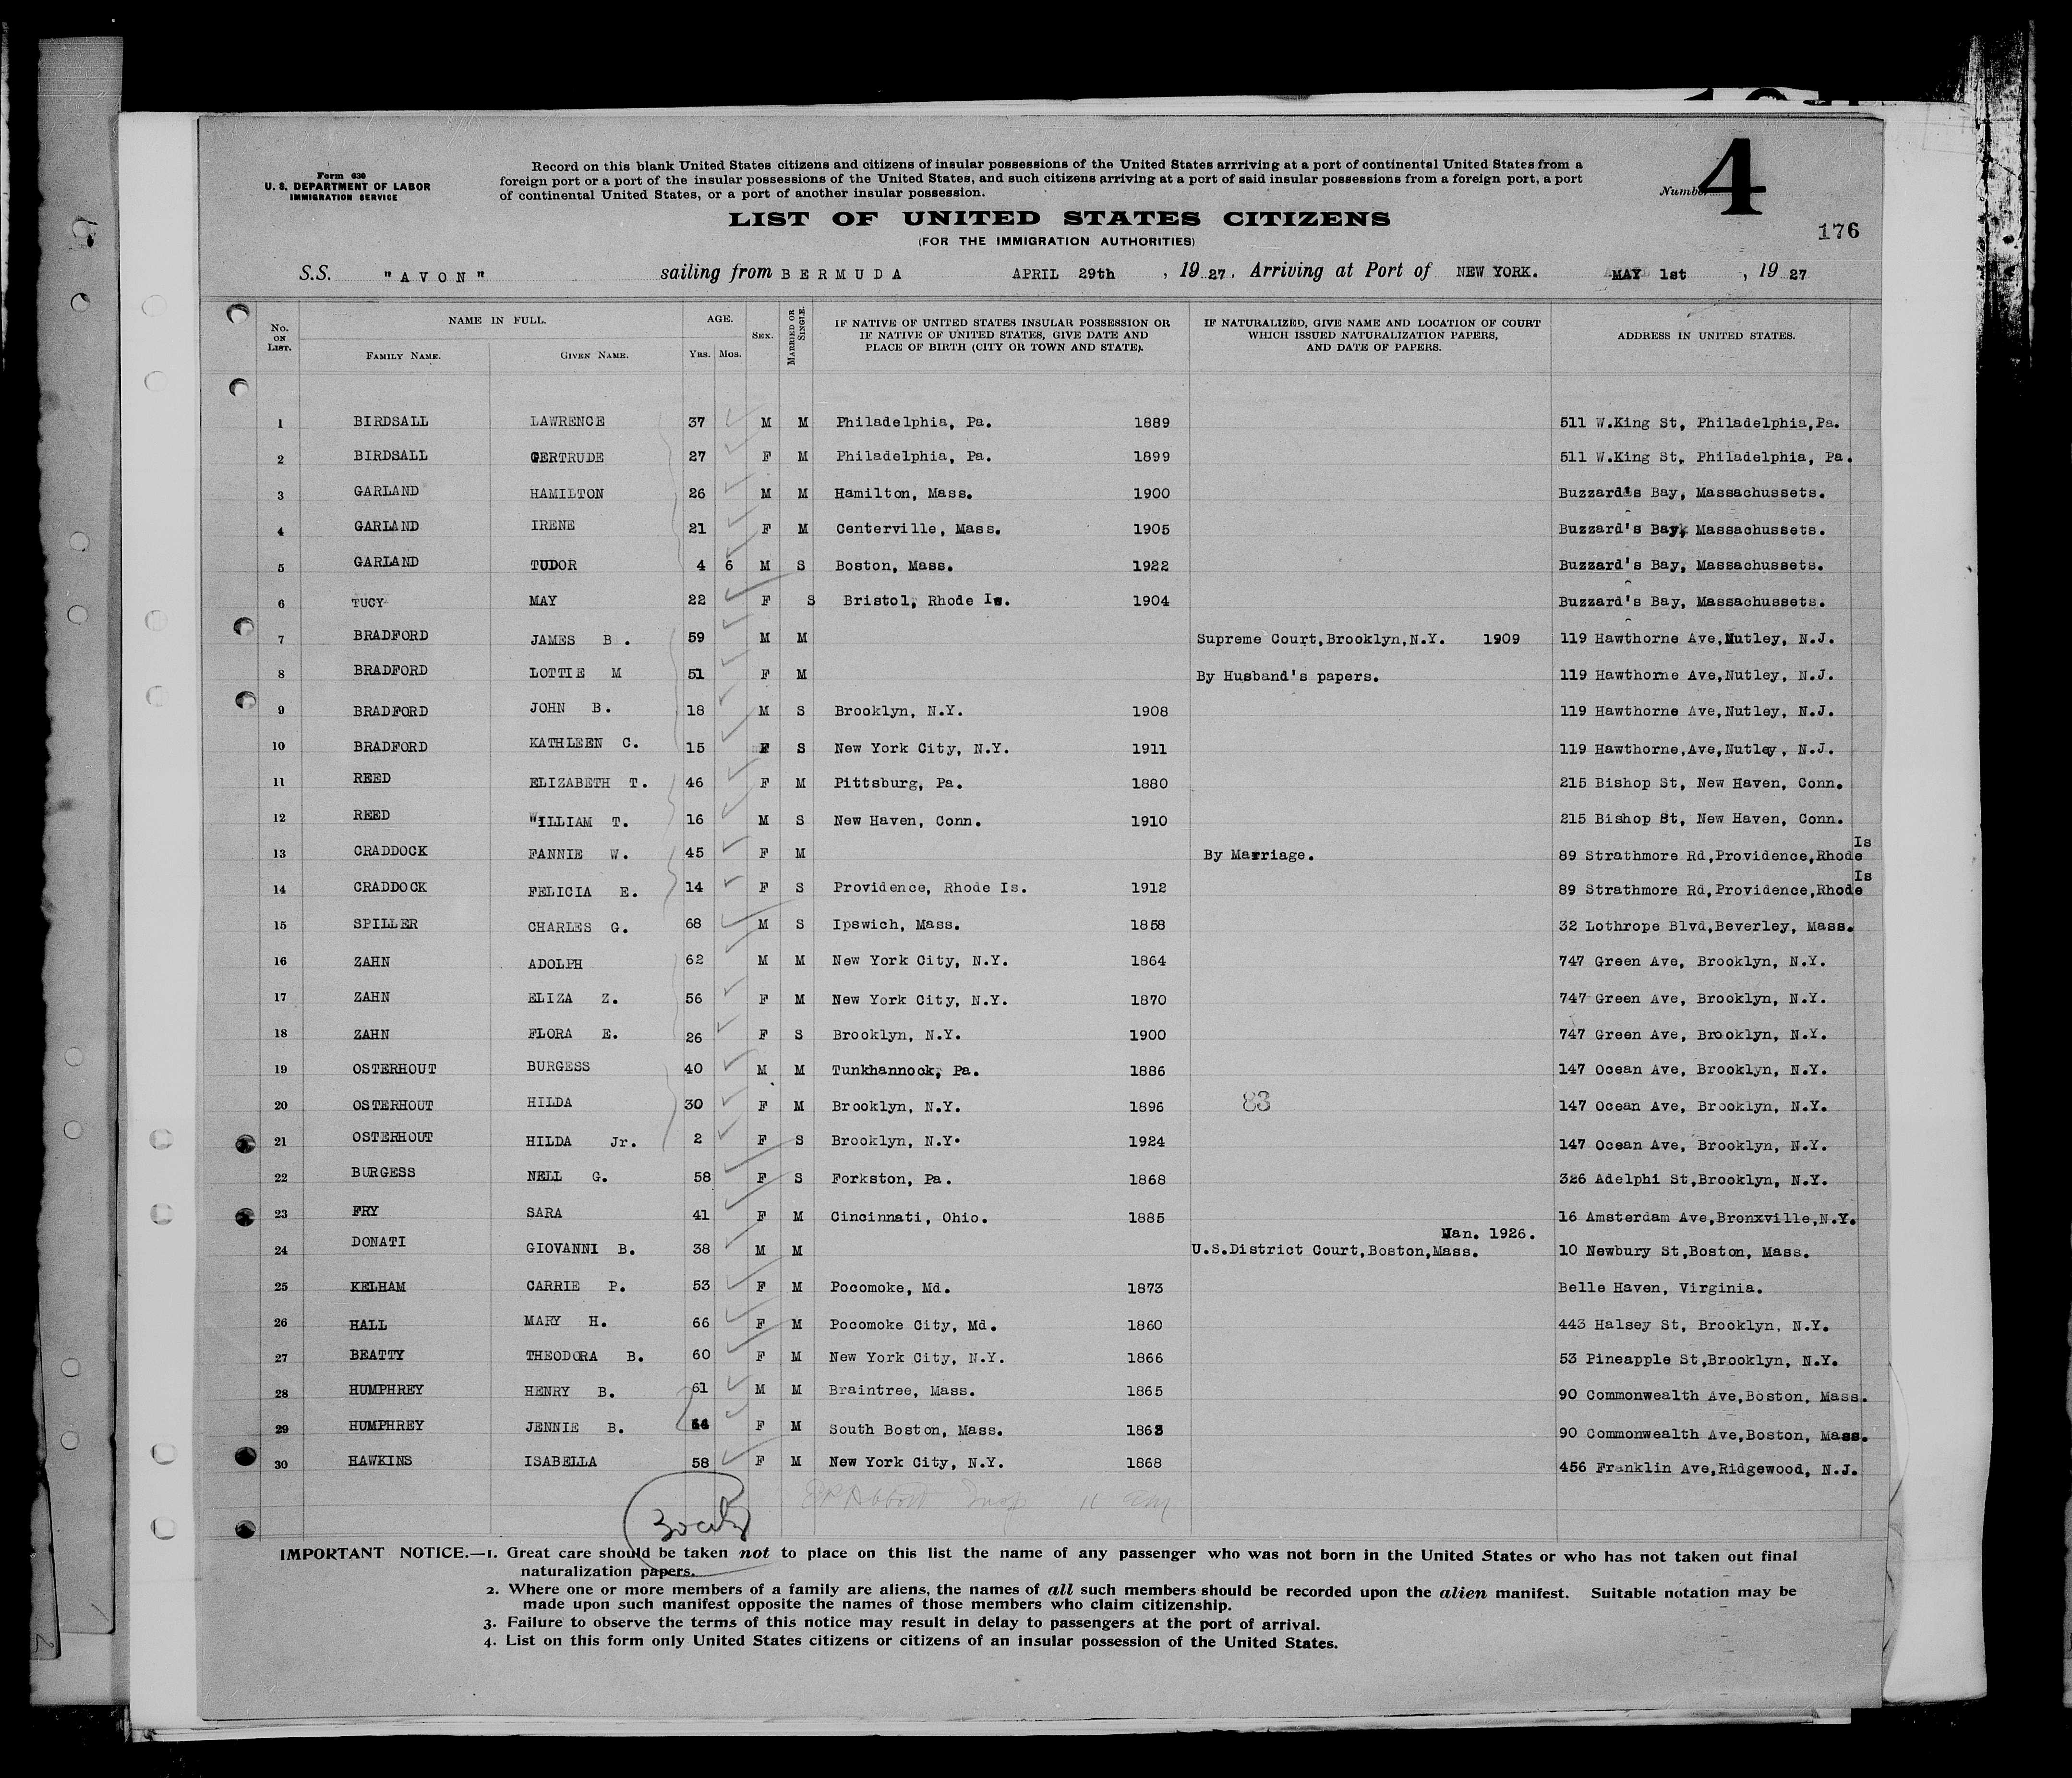 Form 630
U. S. DEPARTMENT OF LABOR
IMMIGRATION SERVICE
Record on this blank United States citizens and citizens of insular possessions of the United States arrriving at a port of continental United States from a
foreign port or a port of the insular possessions of the United States, and such citizens arriving at a port of said insular possessions from a foreign port, a port
of continental United States, or a port of another insular possession.
Number 4
LIST OF UNITED STATES CITIZENS
(FOR THE IMMIGRATION AUTHORITIES)
176
S.S. "AVON" sailing from BERMUDA APRIL 29th, 1927. Arriving at Port of NEW YORK. MAY 1st, 1927
No. ON LIST. NAME IN FULL. FAMILY NAME. GIVEN NAME. AGE. Yrs. Mos. SEX. MARRIED OR SINGLE. IF NATIVE OF UNITED STATES INSULAR POSSESSION OR IF NATIVE OF UNITED STATES, GIVE DATE AND PLACE OF BIRTH (CITY OR TOWN AND STATE). IF NATURALIZED, GIVE NAME AND LOCATION OF COURT WHICH ISSUED NATURALIZATION PAPERS, AND DATE OF PAPERS. ADDRESS IN UNITED STATES.
1 BIRDSALL LAWRENCE 37 M M Philadelphia, Pa. 1889 511 W.King St, Philadelphia,Pa.
2 BIRDSALL GERTRUDE 27 F M Philadelphia, Pa. 1899 511 W.King St, Philadelphia, Pa.
3 GARLAND HAMILTON 26 M M Hamilton, Mass. 1900 Buzzard's Bay, Massachussets.
4 GARLAND IRENE 21 F M Centerville, Mass. 1905 Buzzard's Bay, Massachussets.
5 GARLAND TUDOR 4 6 M S Boston, Mass. 1922 Buzzard's Bay, Massachussets.
6 TUCY MAY 22 F S Bristol, Rhode Is. 1904 Buzzard's Bay, Massachussets.
7 BRADFORD JAMES B. 59 M M Supreme Court,Brooklyn,N.Y. 1909 119 Hawthorne Ave,Nutley, N.J.
8 BRADFORD LOTTIE M 51 F M By Husband's papers. 119 Hawthorne Ave,Nutley, N.J.
9 BRADFORD JOHN B. 18 M S Brooklyn, N.Y. 1908 119 Hawthorne Ave,Nutley, N.J.
10 BRADFORD KATHLEEN C. 15 F S New York City, N.Y. 1911 119 Hawthorne,Ave,Nutley, N.J.
11 REED ELIZABETH T. 46 F M Pittsburg, Pa. 1880 215 Bishop St, New Haven, Conn.
12 REED WILLIAM T. 16 M S New Haven, Conn. 1910 215 Bishop St, New Haven, Conn.
13 CRADDOCK FANNIE W. 45 F M By Marriage. 89 Strathmore Rd,Providence,Rhode Is
14 CRADDOCK FELICIA E. 14 F S Providence, Rhode Is. 1912 89 Strathmore Rd,Providence,Rhode Is
15 SPILLER CHARLES G. 68 M S Ipswich, Mass. 1858 32 Lothrope Blvd,Beverley, Mass.
16 ZAHN ADOLPH 62 M M New York City, N.Y. 1864 747 Green Ave, Brooklyn, N.Y.
17 ZAHN ELIZA Z. 56 F M New York City, N.Y. 1870 747 Green Ave, Brooklyn, N.Y.
18 ZAHN FLORA E. 26 F S Brooklyn, N.Y. 1900 747 Green Ave, Brooklyn, N.Y.
19 OSTERHOUT BURGESS 40 M M Tunkhannock, Pa. 1886 147 Ocean Ave, Brooklyn, N.Y.
20 OSTERHOUT HILDA 30 F M Brooklyn, N.Y. 1896 83 147 Ocean Ave, Brooklyn, N.Y.
21 OSTERHOUT HILDA Jr. 2 F S Brooklyn, N.Y. 1924 147 Ocean Ave, Brooklyn, N.Y.
22 BURGESS NELL G. 58 F S Forkston, Pa. 1868 326 Adelphi St,Brooklyn, N.Y.
23 FRY SARA 41 F M Cincinnati, Ohio. 1885 16 Amsterdam Ave,Bronxville,N.Y.
24 DONATI GIOVANNI B. 38 M M U.S.District Court,Boston,Mass. 1926. 10 Newbury St,Boston, Mass.
25 KELHAM CARRIE P. 53 F M Pocomoke, Md. 1873 Belle Haven, Virginia.
26 HALL MARY H. 66 F M Pocomoke City, Md. 1860 443 Halsey St, Brooklyn, N.Y.
27 BEATTY THEODORA B. 60 F M New York City, N.Y. 1866 53 Pineapple St,Brooklyn, N.Y.
28 HUMPHREY HENRY B. 61 M M Braintree, Mass. 1865 90 Commonwealth Ave,Boston, Mass.
29 HUMPHREY JENNIE B. F M South Boston, Mass. 90 Commonwealth Ave,Boston, Mass.
30 HAWKINS ISABELLA 58 F M New York City, N.Y. 1868 456 Franklin Ave,Ridgewood, N.J.
Abbott Insp
IMPORTANT NOTICE.—1. Great care should be taken not to place on this list the name of any passenger who was not born in the United States or who has not taken out final
naturalization papers.
2. Where one or more members of a family are aliens, the names of all such members should be recorded upon the alien manifest. Suitable notation may be
made upon such manifest opposite the names of those members who claim citizenship.
3. Failure to observe the terms of this notice may result in delay to passengers at the port of arrival.
4. List on this form only United States citizens or citizens of an insular possession of the United States.